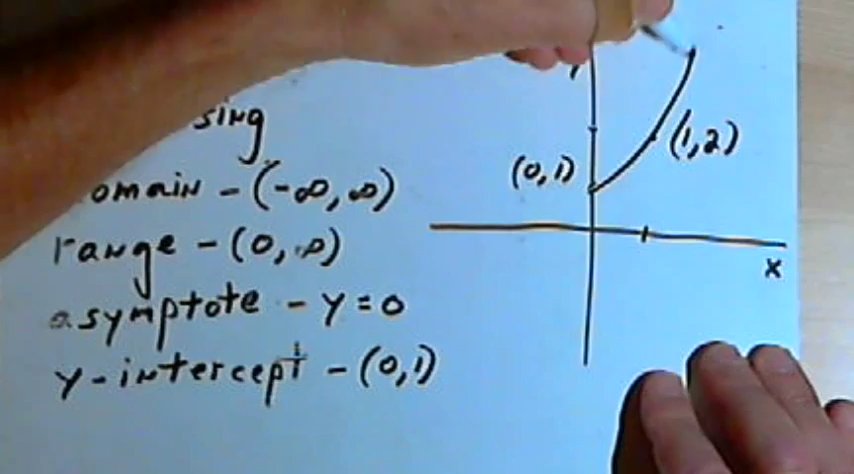 sing
omain - (-∞, ∞)
range - (0, ∞)
asymptote - y = 0
y-intercept - (0,1)
(0,1)
(1,2)
x